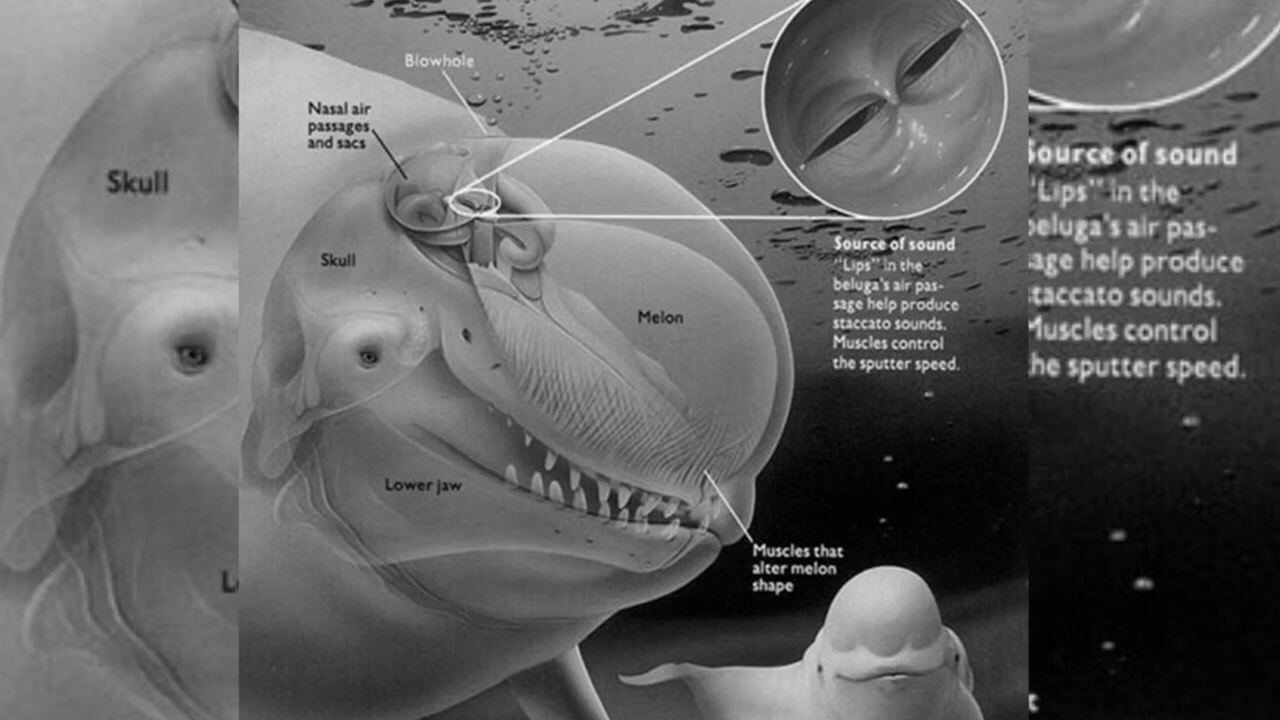 Blowhole
Nasal air
passages
and sacs
Skull
Skull
Melon
Source of sound
"Lips" in the
beluga's air pas-
sage help produce
staccato sounds.
Muscles control
the sputter speed.
Lower jaw
Muscles that
alter melon
shape
Source of sound
"Lips" in the
beluga's air pas-
sage help produce
staccato sounds.
Muscles control
the sputter speed.